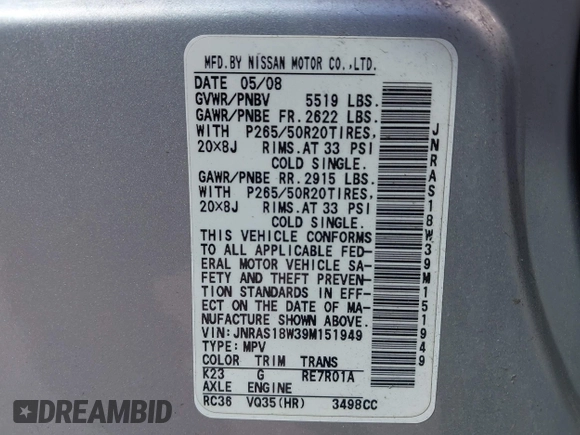 MFD.BY NISSAN MOTOR CO.,LTD.
DATE 05/08
GVWR/PNBV 5519 LBS.
GAWR/PNBE FR.2622 LBS.
WITH P265/50R20TIRES,
20×8J RIMS.AT 33 PSI
COLD SINGLE.
GAWR/PNBE RR.2915 LBS.
WITH P265/50R20TIRES,
20×8J RIMS.AT 33 PSI
COLD SINGLE.
THIS VEHICLE CONFORMS
TO ALL APPLICABLE FED-
ERAL MOTOR VEHICLE SA-
FETY AND THEFT PREVEN-
TION STANDARDS IN EFF-
ECT ON THE DATE OF MA-
NUFACTURE SHOWN ABOVE.
VIN:JNRAS18W39M151949
TYPE:MPV
COLOR TRIM TRANS
K23 G RE7R01A
AXLE ENGINE
RC36 VQ35(HR) 3498CC
JNRAS18W39M151949
DREAMBID